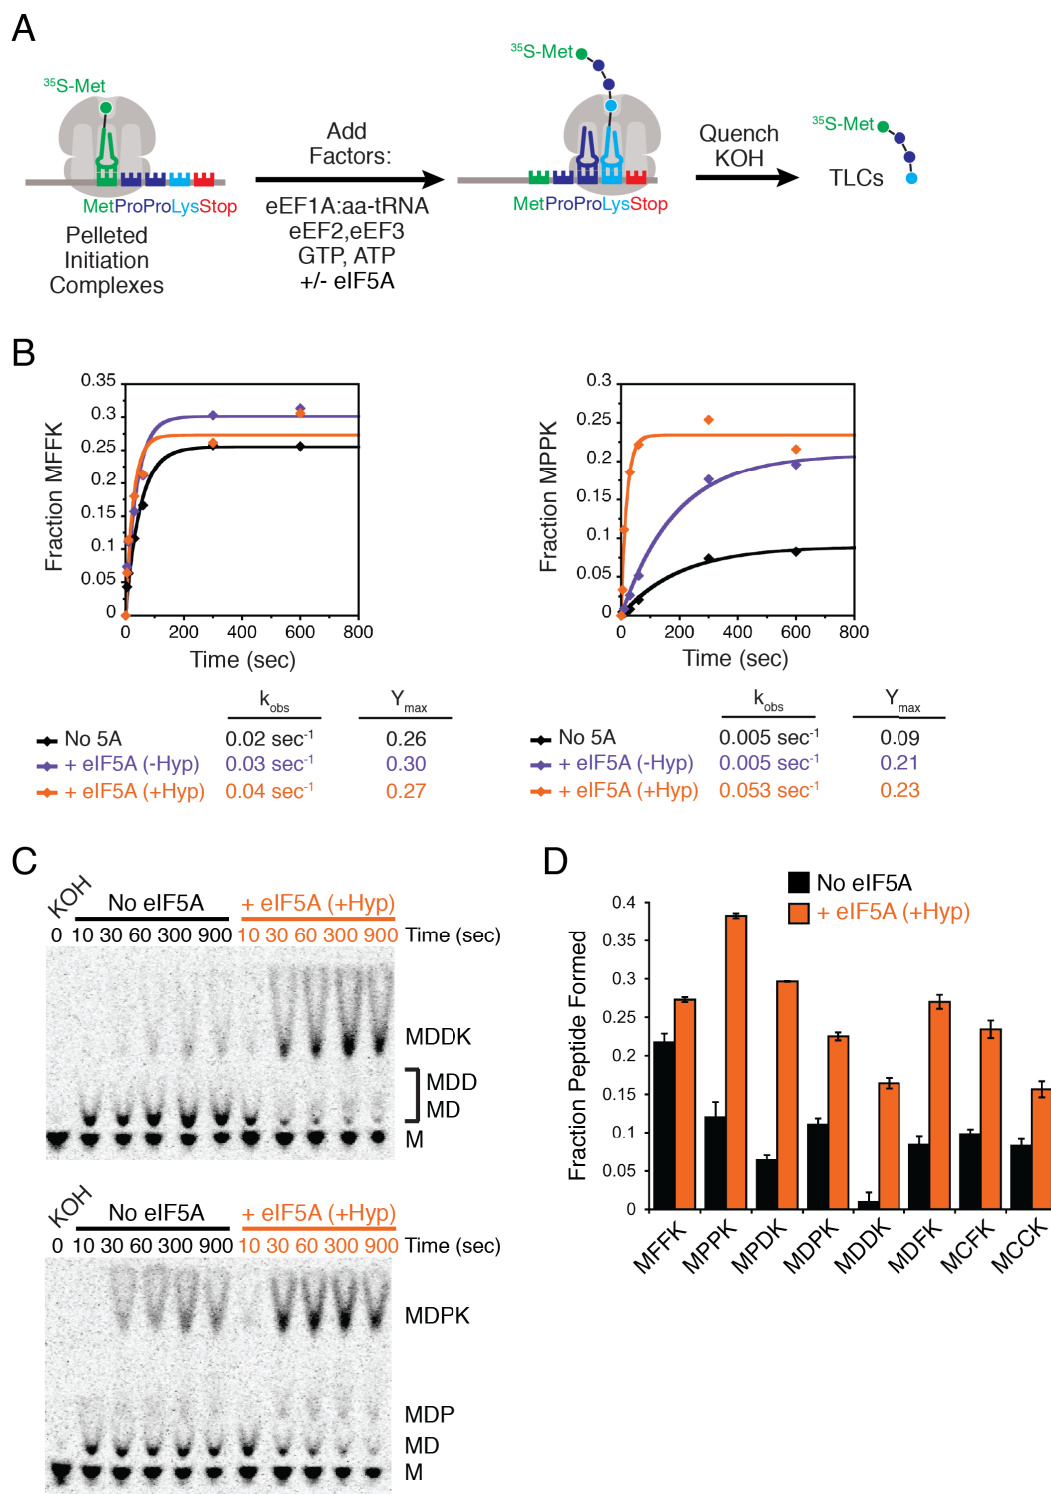 A
35S-Met
MetProProLysStop
Pelleted
Initiation
Complexes
Add
Factors:
eEF1A:aa-tRNA
eEF2,eEF3
GTP, ATP
+/- eIF5A
35S-Met
MetProProLysStop
Quench
KOH
35S-Met
TLCs
B
Fraction MFFK
0.35
0.3
0.25
0.2
0.15
0.1
0.05
0
0 200 400 600 800
Time (sec)
kobs Ymax
No 5A 0.02 sec-1 0.26
+ eIF5A (-Hyp) 0.03 sec-1 0.30
+ eIF5A (+Hyp) 0.04 sec-1 0.27
Fraction MPPK
0.3
0.25
0.2
0.15
0.1
0.05
0
0 200 400 600 800
Time (sec)
kobs Ymax
No 5A 0.005 sec-1 0.09
+ eIF5A (-Hyp) 0.005 sec-1 0.21
+ eIF5A (+Hyp) 0.053 sec-1 0.23
C
KOH No eIF5A + eIF5A (+Hyp)
0 10 30 60 300 900 10 30 60 300 900 Time (sec)
MDDK
MDD
MD
M
KOH No eIF5A + eIF5A (+Hyp)
0 10 30 60 300 900 10 30 60 300 900 Time (sec)
MDPK
MDP
MD
M
D
No eIF5A
+ eIF5A (+Hyp)
Fraction Peptide Formed
0.4
0.35
0.3
0.25
0.2
0.15
0.1
0.05
0
MFFK MPPK MPDK MDPK MDDK MDFK MCFK MCCK